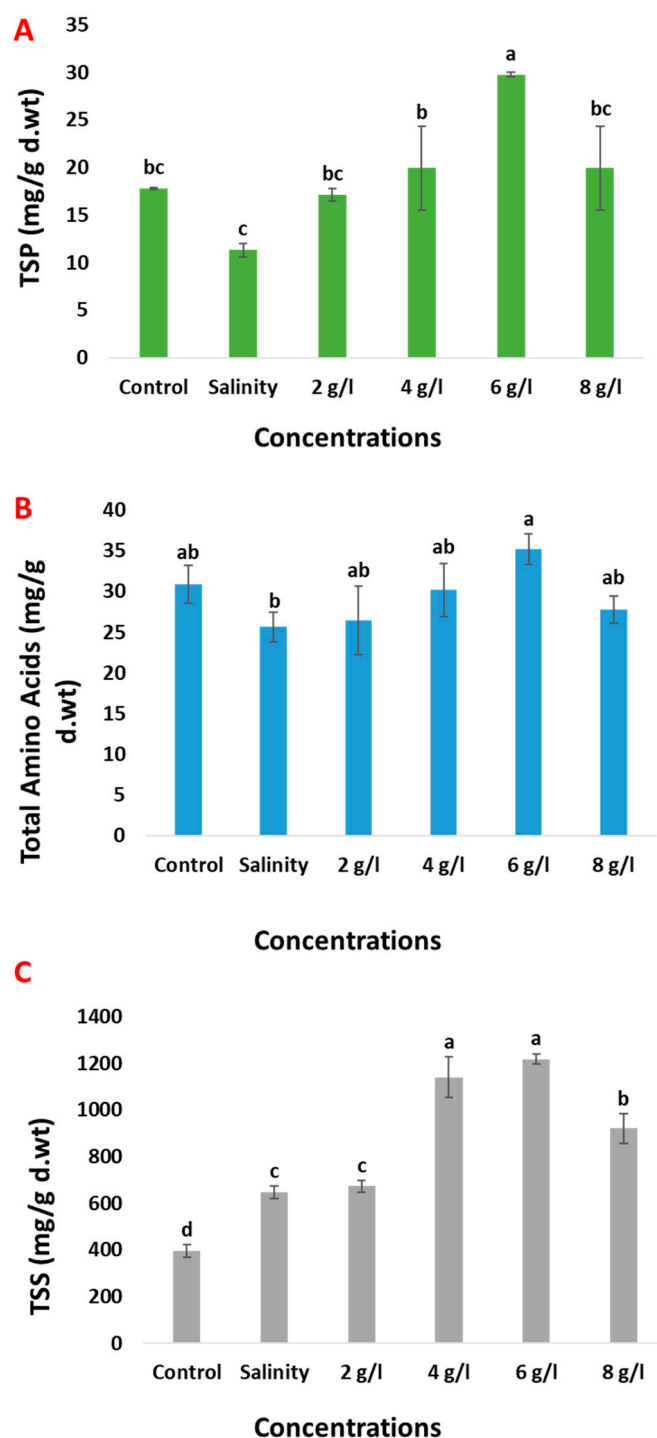 A
TSP (mg/g d.wt)
35
30
25
20
15
10
5
0
bc
c
bc
b
a
bc
Control Salinity 2 g/l 4 g/l 6 g/l 8 g/l
Concentrations
B
Total Amino Acids (mg/g
d.wt)
40
35
30
25
20
15
10
5
0
ab
b
ab
ab
a
ab
Control Salinity 2 g/l 4 g/l 6 g/l 8 g/l
Concentrations
C
TSS (mg/g d.wt)
1400
1200
1000
800
600
400
200
0
d
c
c
a
a
b
Control Salinity 2 g/l 4 g/l 6 g/l 8 g/l
Concentrations